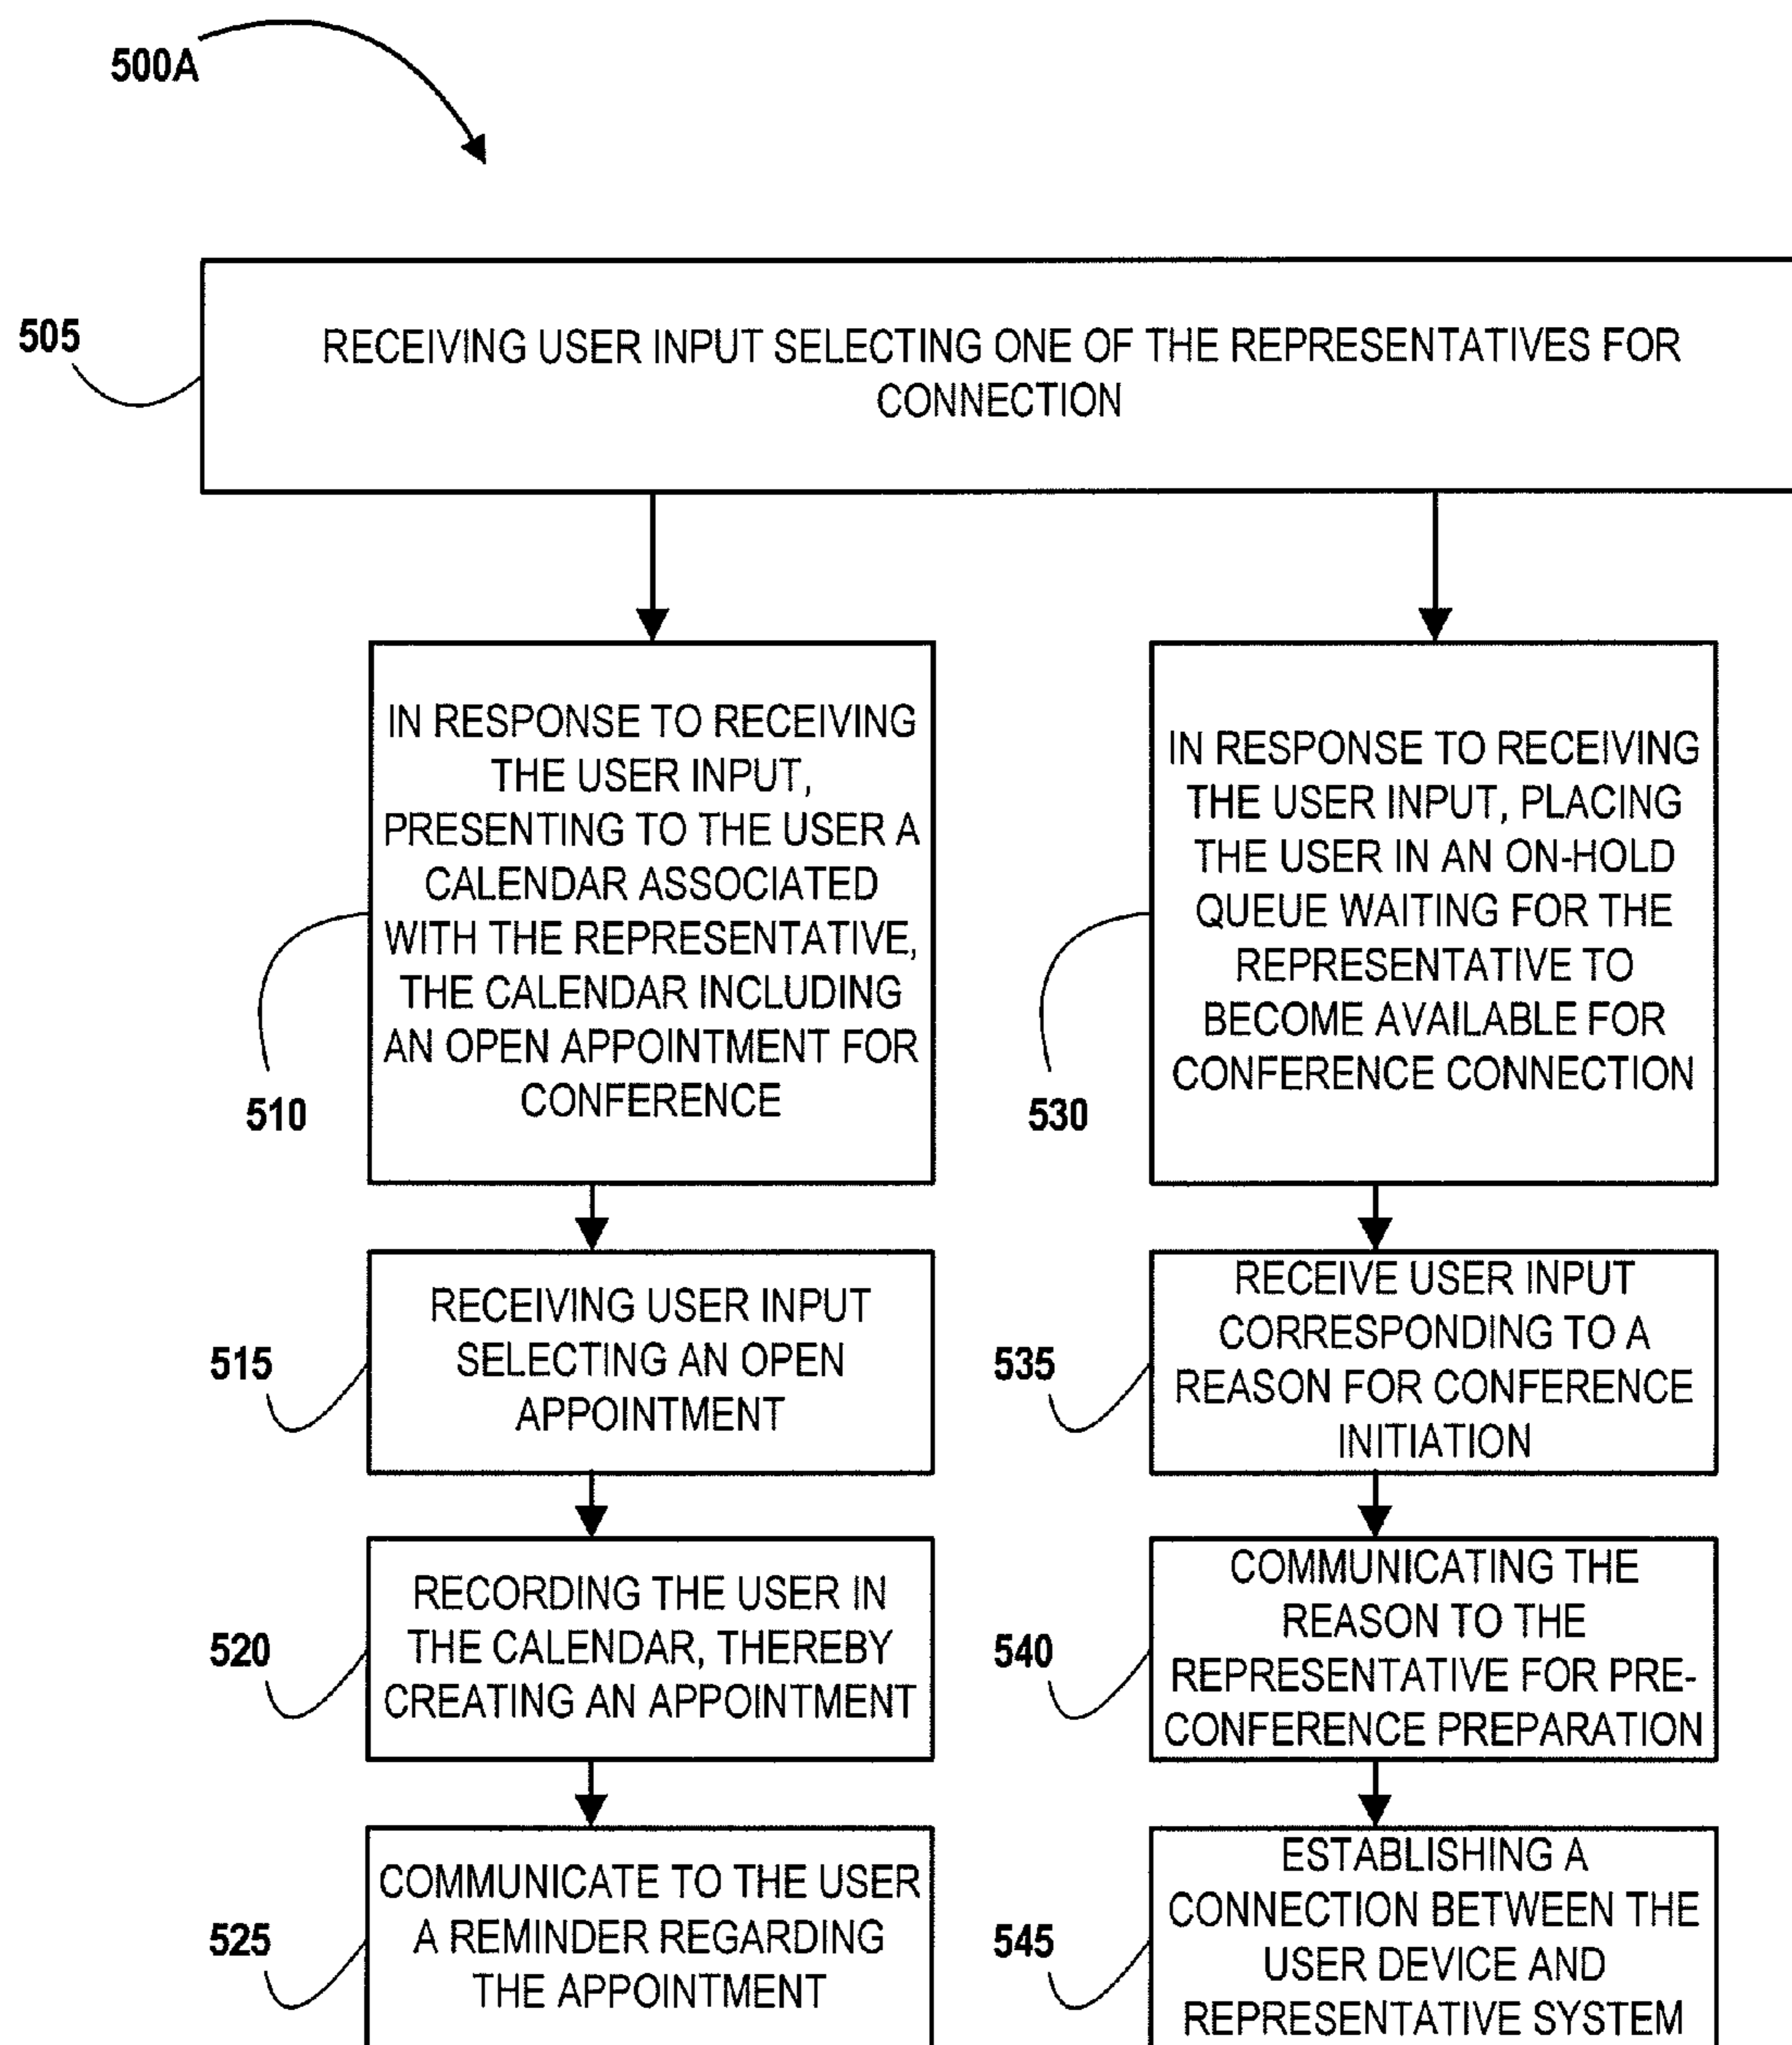 500A
505
RECEIVING USER INPUT SELECTING ONE OF THE REPRESENTATIVES FOR
CONNECTION
IN RESPONSE TO RECEIVING
THE USER INPUT,
PRESENTING TO THE USER A
CALENDAR ASSOCIATED
WITH THE REPRESENTATIVE,
THE CALENDAR INCLUDING
AN OPEN APPOINTMENT FOR
CONFERENCE
510
RECEIVING USER INPUT
SELECTING AN OPEN
APPOINTMENT
515
RECORDING THE USER IN
THE CALENDAR, THEREBY
CREATING AN APPOINTMENT
520
COMMUNICATE TO THE USER
A REMINDER REGARDING
THE APPOINTMENT
525
IN RESPONSE TO RECEIVING
THE USER INPUT, PLACING
THE USER IN AN ON-HOLD
QUEUE WAITING FOR THE
REPRESENTATIVE TO
BECOME AVAILABLE FOR
CONFERENCE CONNECTION
530
RECEIVE USER INPUT
CORRESPONDING TO A
REASON FOR CONFERENCE
INITIATION
535
COMMUNICATING THE
REASON TO THE
REPRESENTATIVE FOR PRE-
CONFERENCE PREPARATION
540
ESTABLISHING A
CONNECTION BETWEEN THE
USER DEVICE AND
REPRESENTATIVE SYSTEM
545